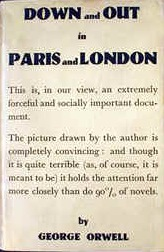 DOWN and OUT
in
PARIS and LONDON
This is, in our view, an extremely
forceful and socially important docu-
ment.
The picture drawn by the author is
completely convincing : and though
it is quite terrible (as, of course, it is
meant to be) it holds the attention far
more closely than do 90% of novels.
by
GEORGE ORWELL